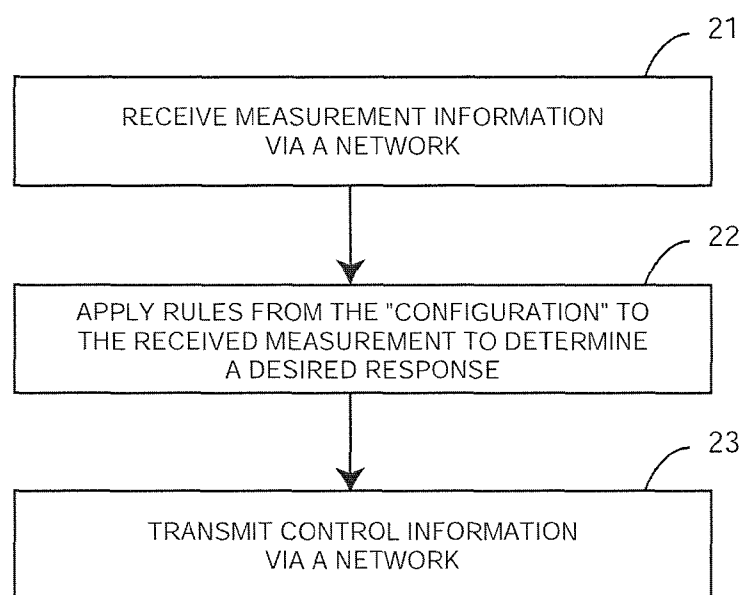 21
RECEIVE MEASUREMENT INFORMATION
VIA A NETWORK
22
APPLY RULES FROM THE "CONFIGURATION" TO
THE RECEIVED MEASUREMENT TO DETERMINE
A DESIRED RESPONSE
23
TRANSMIT CONTROL INFORMATION
VIA A NETWORK